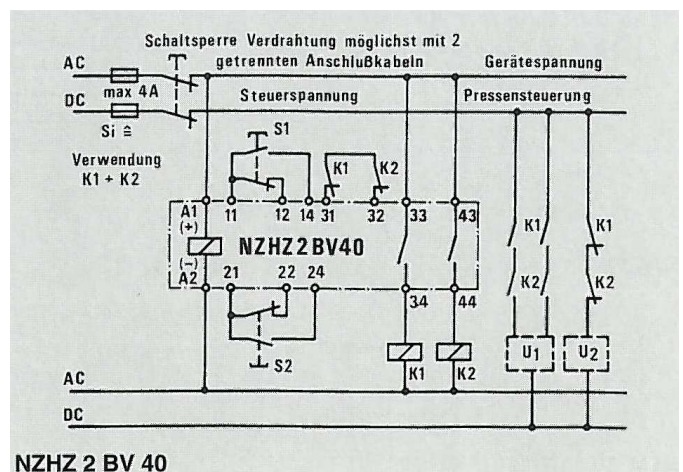 Schaltsperre Verdrahtung möglichst mit 2
getrennten Anschlußkabeln
Gerätespannung
AC
max 4A
DC
Steuerspannung
Pressensteuerung
Si ≙
Verwendung
K1 + K2
S1
K1
K2
A1
(+)
11
12
14
31
32
33
43
NZHZ 2 BV40
(–)
A2
21
22
24
34
44
K1
K1
K2
K2
S2
K1
K2
U1
U2
AC
DC
NZHZ 2 BV 40